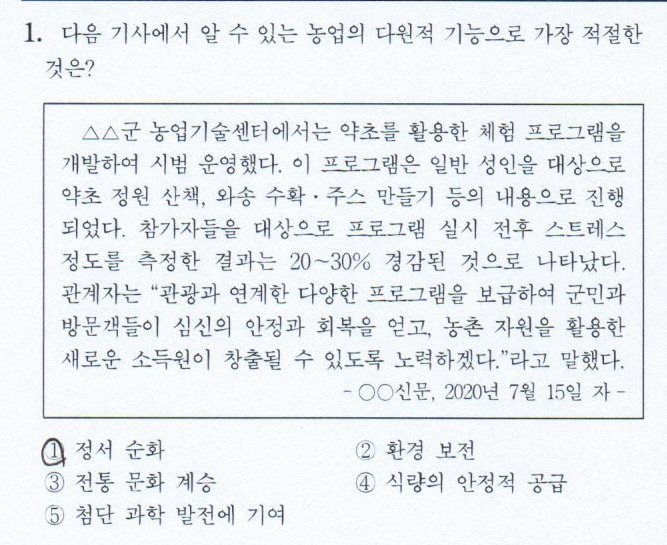 1. 다음 기사에서 알 수 있는 농업의 다원적 기능으로 가장 적절한
것은?
△△군 농업기술센터에서는 약초를 활용한 체험 프로그램을
개발하여 시범 운영했다. 이 프로그램은 일반 성인을 대상으로
약초 정원 산책, 와송 수확·주스 만들기 등의 내용으로 진행
되었다. 참가자들을 대상으로 프로그램 실시 전후 스트레스
정도를 측정한 결과는 20~30% 경감된 것으로 나타났다.
관계자는 “관광과 연계한 다양한 프로그램을 보급하여 군민과
방문객들이 심신의 안정과 회복을 얻고, 농촌 자원을 활용한
새로운 소득원이 창출될 수 있도록 노력하겠다.”라고 말했다.
- ○○신문, 2020년 7월 15일 자 -
① 정서 순화 ② 환경 보전
③ 전통 문화 계승 ④ 식량의 안정적 공급
⑤ 첨단 과학 발전에 기여